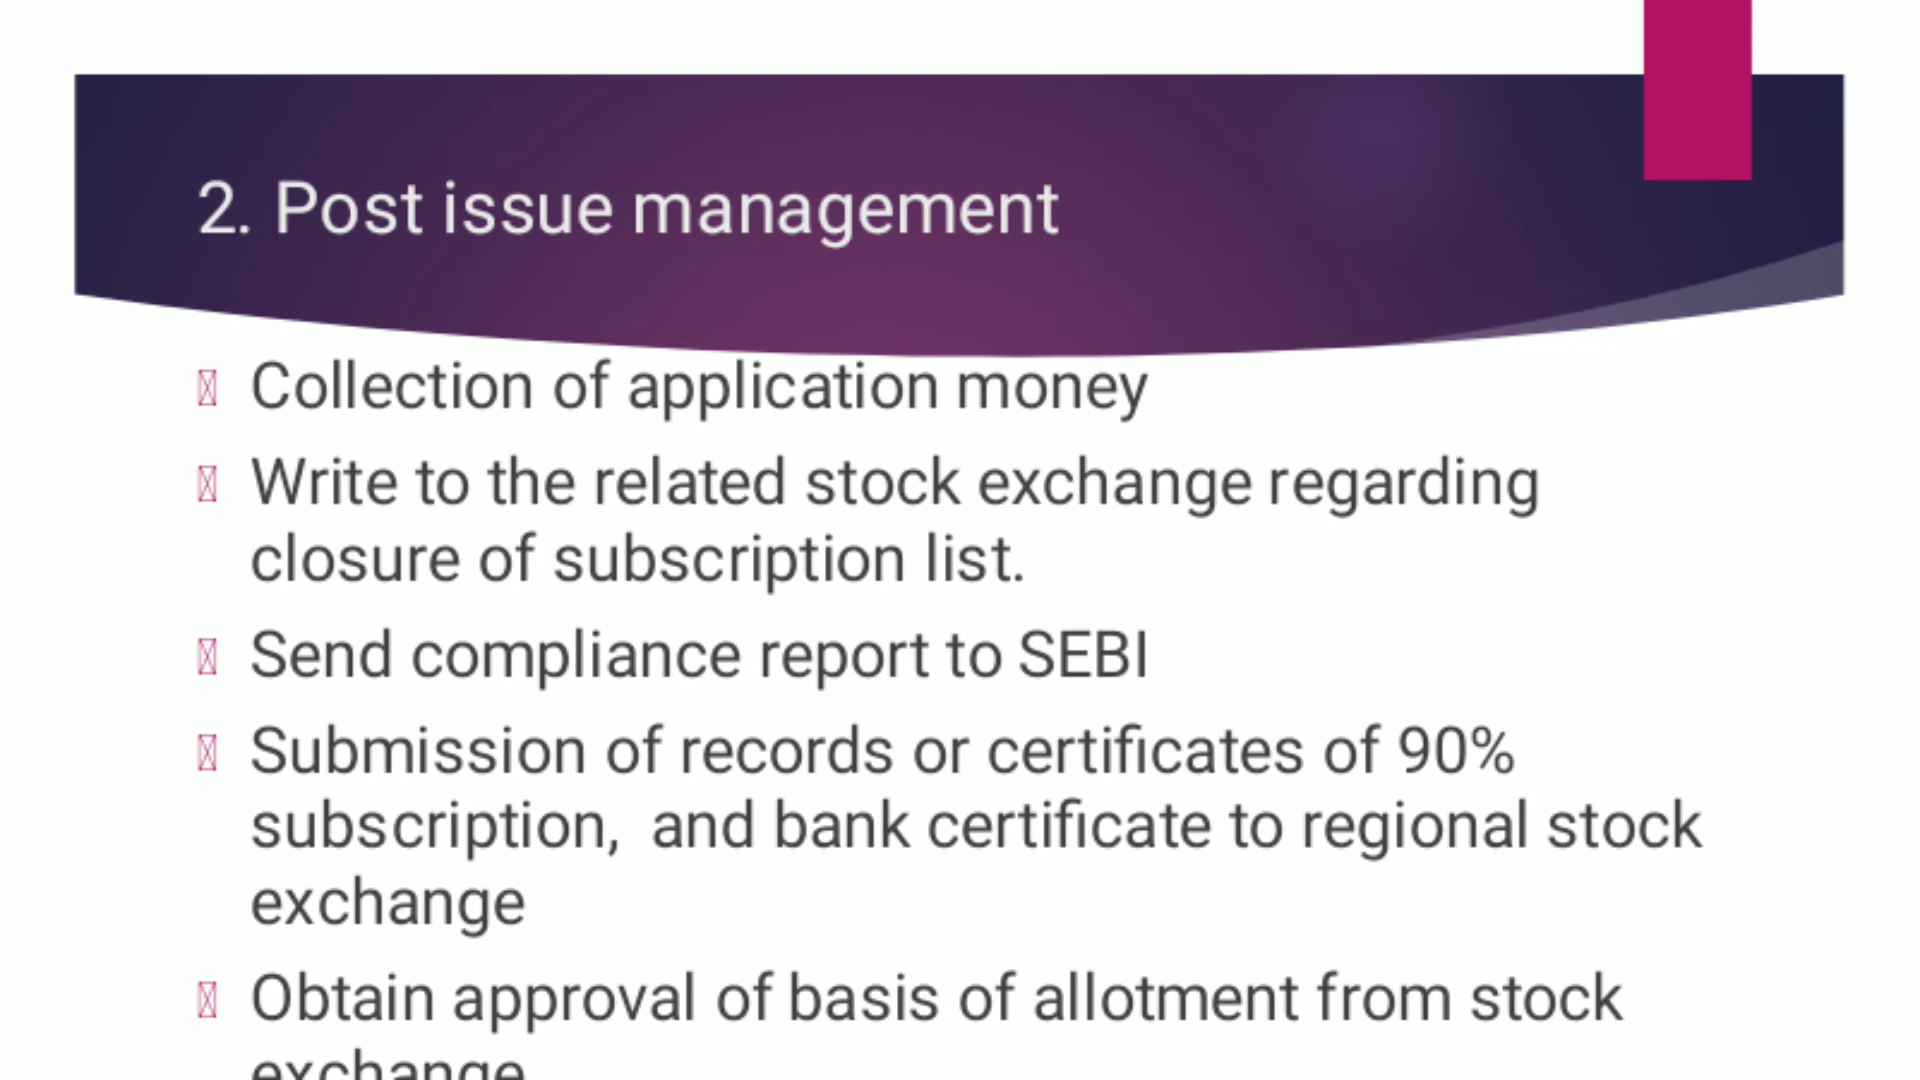 2. Post issue management
Collection of application money
Write to the related stock exchange regarding
closure of subscription list.
Send compliance report to SEBI
Submission of records or certificates of 90%
subscription,  and bank certificate to regional stock
exchange
Obtain approval of basis of allotment from stock
exchange